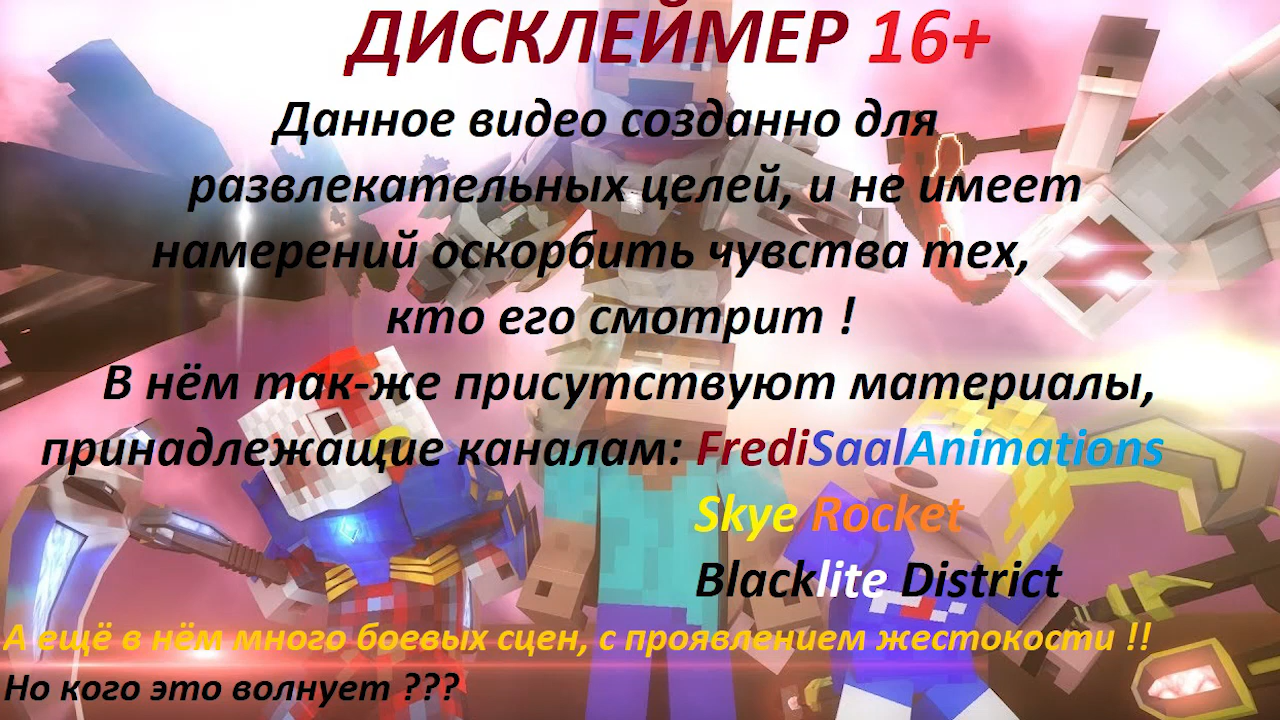 ДИСКЛЕЙМЕР 16+
Данное видео созданно для
развлекательных целей, и не имеет
намерений оскорбить чувства тех,
кто его смотрит !
В нём так-же присутствуют материалы,
принадлежащие каналам: FrediSaalAnimations
Skye Rocket
Blacklite District
А ещё в нём много боевых сцен, с проявлением жестокости !!
Но кого это волнует ???